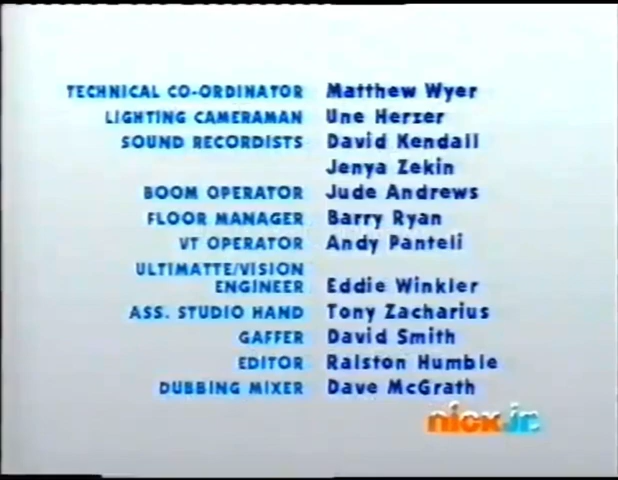 TECHNICAL CO-ORDINATOR Matthew Wyer
LIGHTING CAMERAMAN Une Herzer
SOUND RECORDISTS David Kendall
Jenya Zekin
BOOM OPERATOR Jude Andrews
FLOOR MANAGER Barry Ryan
VT OPERATOR Andy Panteli
ULTIMATTE/VISION
ENGINEER Eddie Winkler
ASS. STUDIO HAND Tony Zacharius
GAFFER David Smith
EDITOR Ralston Humble
DUBBING MIXER Dave McGrath
nick jr.